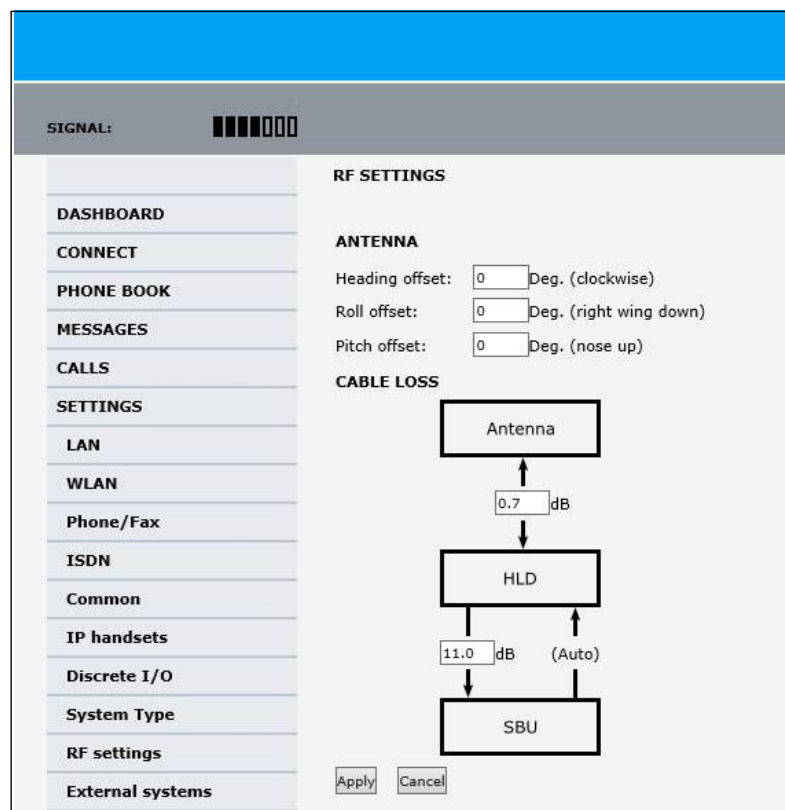 SIGNAL:
RF SETTINGS
DASHBOARD
CONNECT
PHONE BOOK
MESSAGES
CALLS
SETTINGS
LAN
WLAN
Phone/Fax
ISDN
Common
IP handsets
Discrete I/O
System Type
RF settings
External systems
ANTENNA
Heading offset: 0 Deg. (clockwise)
Roll offset: 0 Deg. (right wing down)
Pitch offset: 0 Deg. (nose up)
CABLE LOSS
Antenna
0.7 dB
HLD
11.0 dB (Auto)
SBU
Apply Cancel